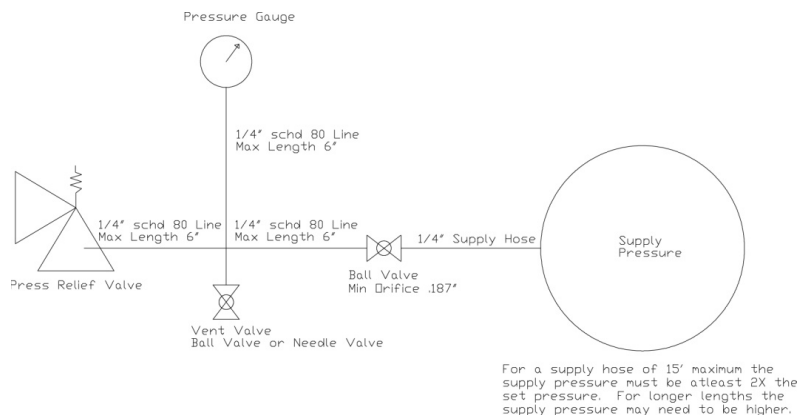 Pressure Gauge
1/4" schd 80 Line
Max Length 6"
1/4" schd 80 Line
Max Length 6"
1/4" schd 80 Line
Max Length 6"
1/4" Supply Hose
Supply
Pressure
Press Relief Valve
Ball Valve
Min Orifice .187"
Vent Valve
Ball Valve or Needle Valve
For a supply hose of 15' maximum the
supply pressure must be atleast 2X the
set pressure. For longer lengths the
supply pressure may need to be higher.